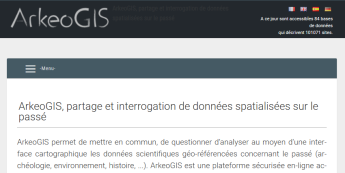 ArkeoGIS
A ce jour sont accessibles 84 bases
de données
qui décrivent 101071 sites.
-Menu-
ArkeoGIS, partage et interrogation de données spatialisées sur le
passé
ArkeoGIS permet de mettre en commun, de questionner d'analyser au moyen d'une inter-
face cartographique les données scientifiques géo-référencées concernant le passé (ar-
chéologie, environnement, histoire, ...). ArkeoGIS est une plateforme sécurisée en-ligne ac-